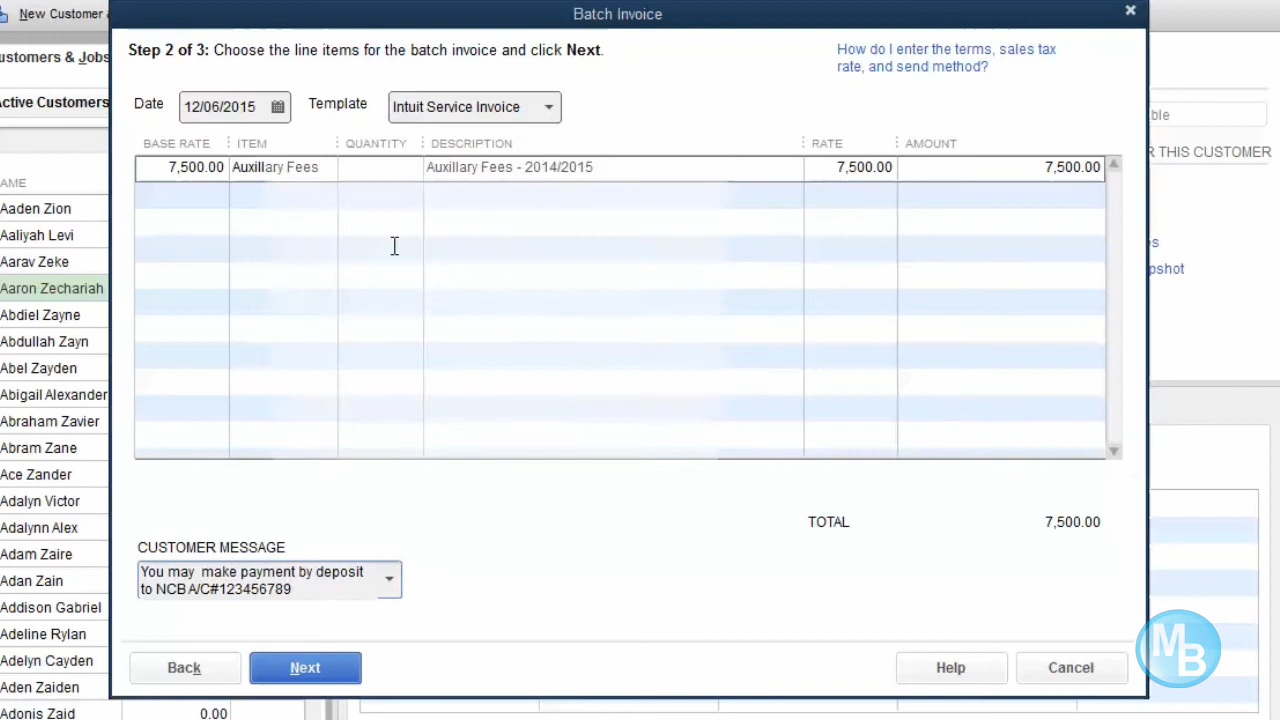 New Customer &
Batch Invoice
ustomers & Jobs
Step 2 of 3: Choose the line items for the batch invoice and click Next.
How do I enter the terms, sales tax
rate, and send method?
ctive Customers
Date 12/06/2015 Template Intuit Service Invoice
ble
BASE RATE ITEM QUANTITY DESCRIPTION RATE AMOUNT
R THIS CUSTOMER
7,500.00 Auxillary Fees Auxillary Fees - 2014/2015 7,500.00 7,500.00
AME
Aaden Zion
Aaliyah Levi
es
Aarav Zeke
pshot
Aaron Zechariah
Abdiel Zayne
Abdullah Zayn
Abel Zayden
Abigail Alexander
Abraham Zavier
Abram Zane
Ace Zander
Adalyn Victor
Adalynn Alex
TOTAL 7,500.00
Adam Zaire
CUSTOMER MESSAGE
You may make payment by deposit
to NCB A/C#123456789
Adan Zain
Addison Gabriel
Adeline Rylan
Adelyn Cayden
Back Next Help Cancel
MB
Aden Zaiden
Adonis Zaid 0.00